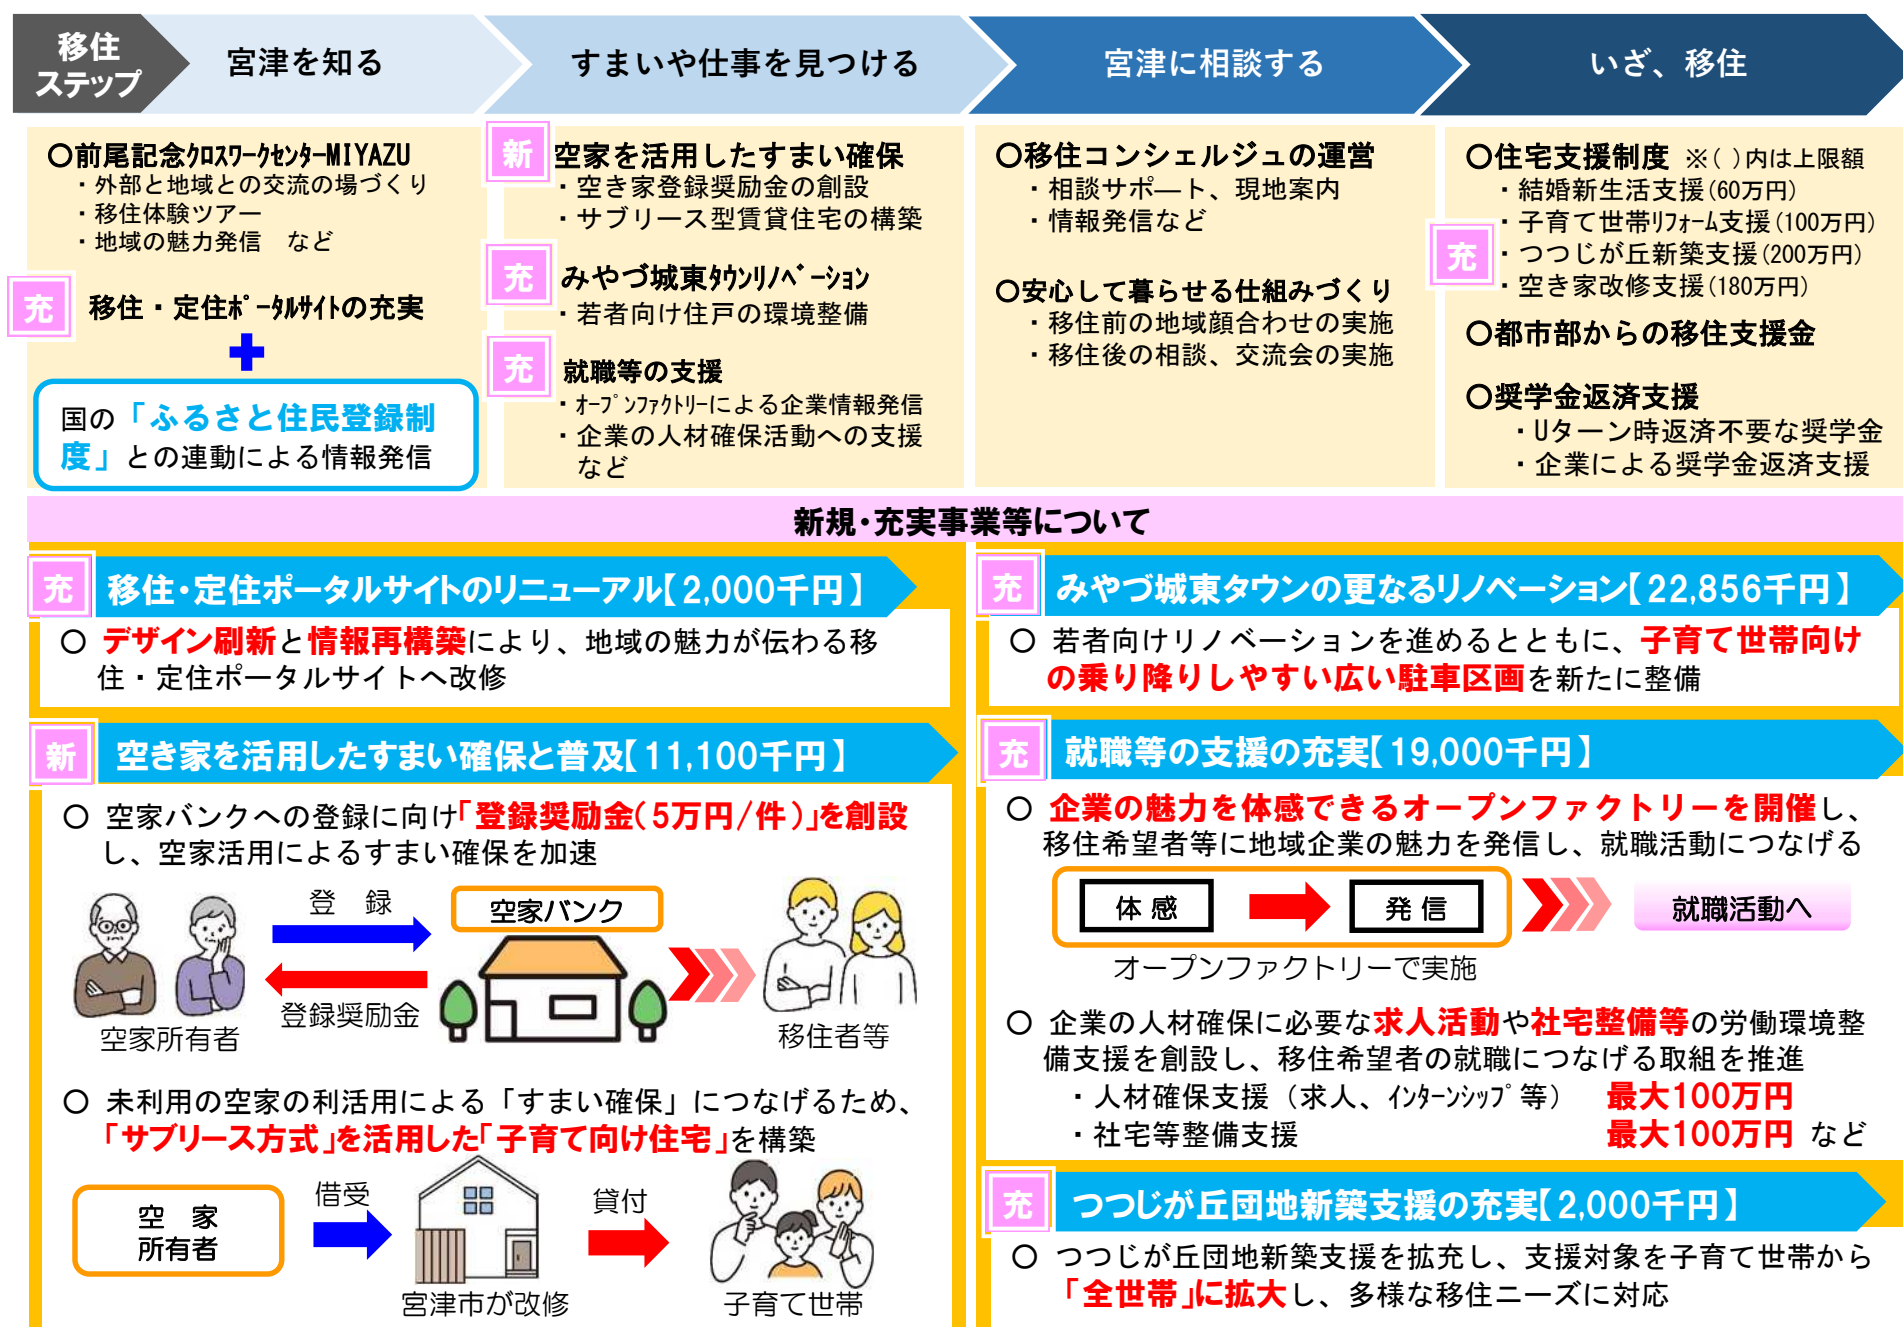 移住
ステップ
宮津を知る
すまいや仕事を見つける
宮津に相談する
いざ、移住
〇前尾記念ｸﾛｽﾜｰｸｾﾝﾀｰMIYAZU
・外部と地域との交流の場づくり
・移住体験ツアー
・地域の魅力発信　など
充
移住・定住ﾎﾟｰﾀﾙｻｲﾄの充実
国の「ふるさと住民登録制
度」との連動による情報発信
新
空家を活用したすまい確保
・空き家登録奨励金の創設
・サブリース型賃貸住宅の構築
充
みやづ城東ﾀｳﾝﾘﾉﾍﾞｰｼｮﾝ
・若者向け住戸の環境整備
充
就職等の支援
・ｵｰﾌﾟﾝﾌｧｸﾄﾘｰによる企業情報発信
・企業の人材確保活動への支援
など
〇移住コンシェルジュの運営
・相談サポ―ト、現地案内
・情報発信など
〇安心して暮らせる仕組みづくり
・移住前の地域顔合わせの実施
・移住後の相談、交流会の実施
〇住宅支援制度 ※( )内は上限額
・結婚新生活支援(60万円)
・子育て世帯ﾘﾌｫｰﾑ支援(100万円)
充
・つつじが丘新築支援(200万円)
・空き家改修支援(180万円)
〇都市部からの移住支援金
〇奨学金返済支援
・Uターン時返済不要な奨学金
・企業による奨学金返済支援
新規・充実事業等について
充
移住・定住ポータルサイトのリニューアル【2,000千円】
〇 デザイン刷新と情報再構築により、地域の魅力が伝わる移
住・定住ポータルサイトへ改修
新
空き家を活用したすまい確保と普及【11,100千円】
〇 空家バンクへの登録に向け「登録奨励金(5万円/件)」を創設
し、空家活用によるすまい確保を加速
登　録
空家バンク
登録奨励金
空家所有者
移住者等
〇 未利用の空家の利活用による「すまい確保」につなげるため、
「サブリース方式」を活用した「子育て向け住宅」を構築
空　家
所有者
借受
貸付
宮津市が改修
子育て世帯
充
みやづ城東タウンの更なるリノベーション【22,856千円】
〇 若者向けリノベーションを進めるとともに、子育て世帯向け
の乗り降りしやすい広い駐車区画を新たに整備
充
就職等の支援の充実【19,000千円】
〇 企業の魅力を体感できるオープンファクトリーを開催し、
移住希望者等に地域企業の魅力を発信し、就職活動につなげる
体 感
発 信
就職活動へ
オープンファクトリーで実施
〇 企業の人材確保に必要な求人活動や社宅整備等の労働環境整
備支援を創設し、移住希望者の就職につなげる取組を推進
・人材確保支援（求人、ｲﾝﾀｰﾝｼｯﾌﾟ等）　最大100万円
・社宅等整備支援　最大100万円 など
充
つつじが丘団地新築支援の充実【2,000千円】
〇 つつじが丘団地新築支援を拡充し、支援対象を子育て世帯から
「全世帯」に拡大し、多様な移住ニーズに対応